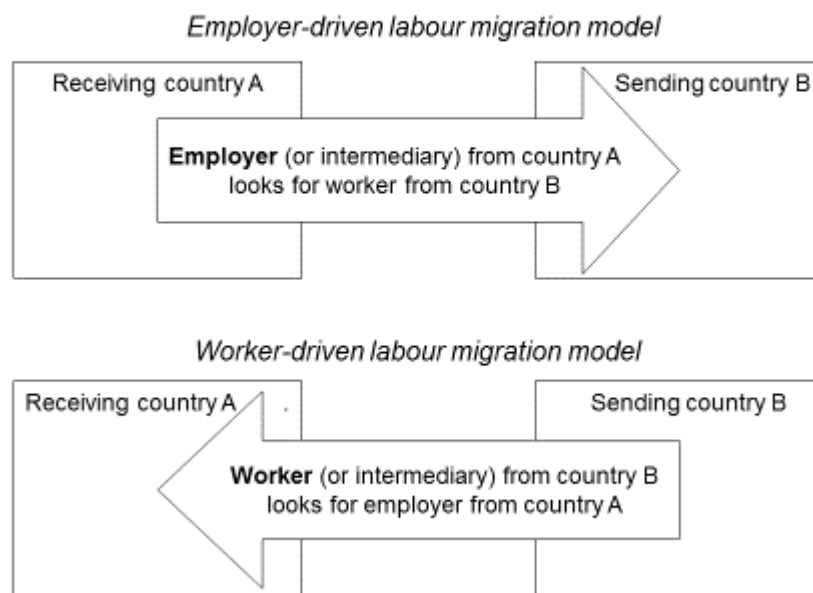 Employer-driven labour migration model
Receiving country A
Sending country B
Employer (or intermediary) from country A
looks for worker from country B
Worker-driven labour migration model
Receiving country A
Sending country B
Worker (or intermediary) from country B
looks for employer from country A